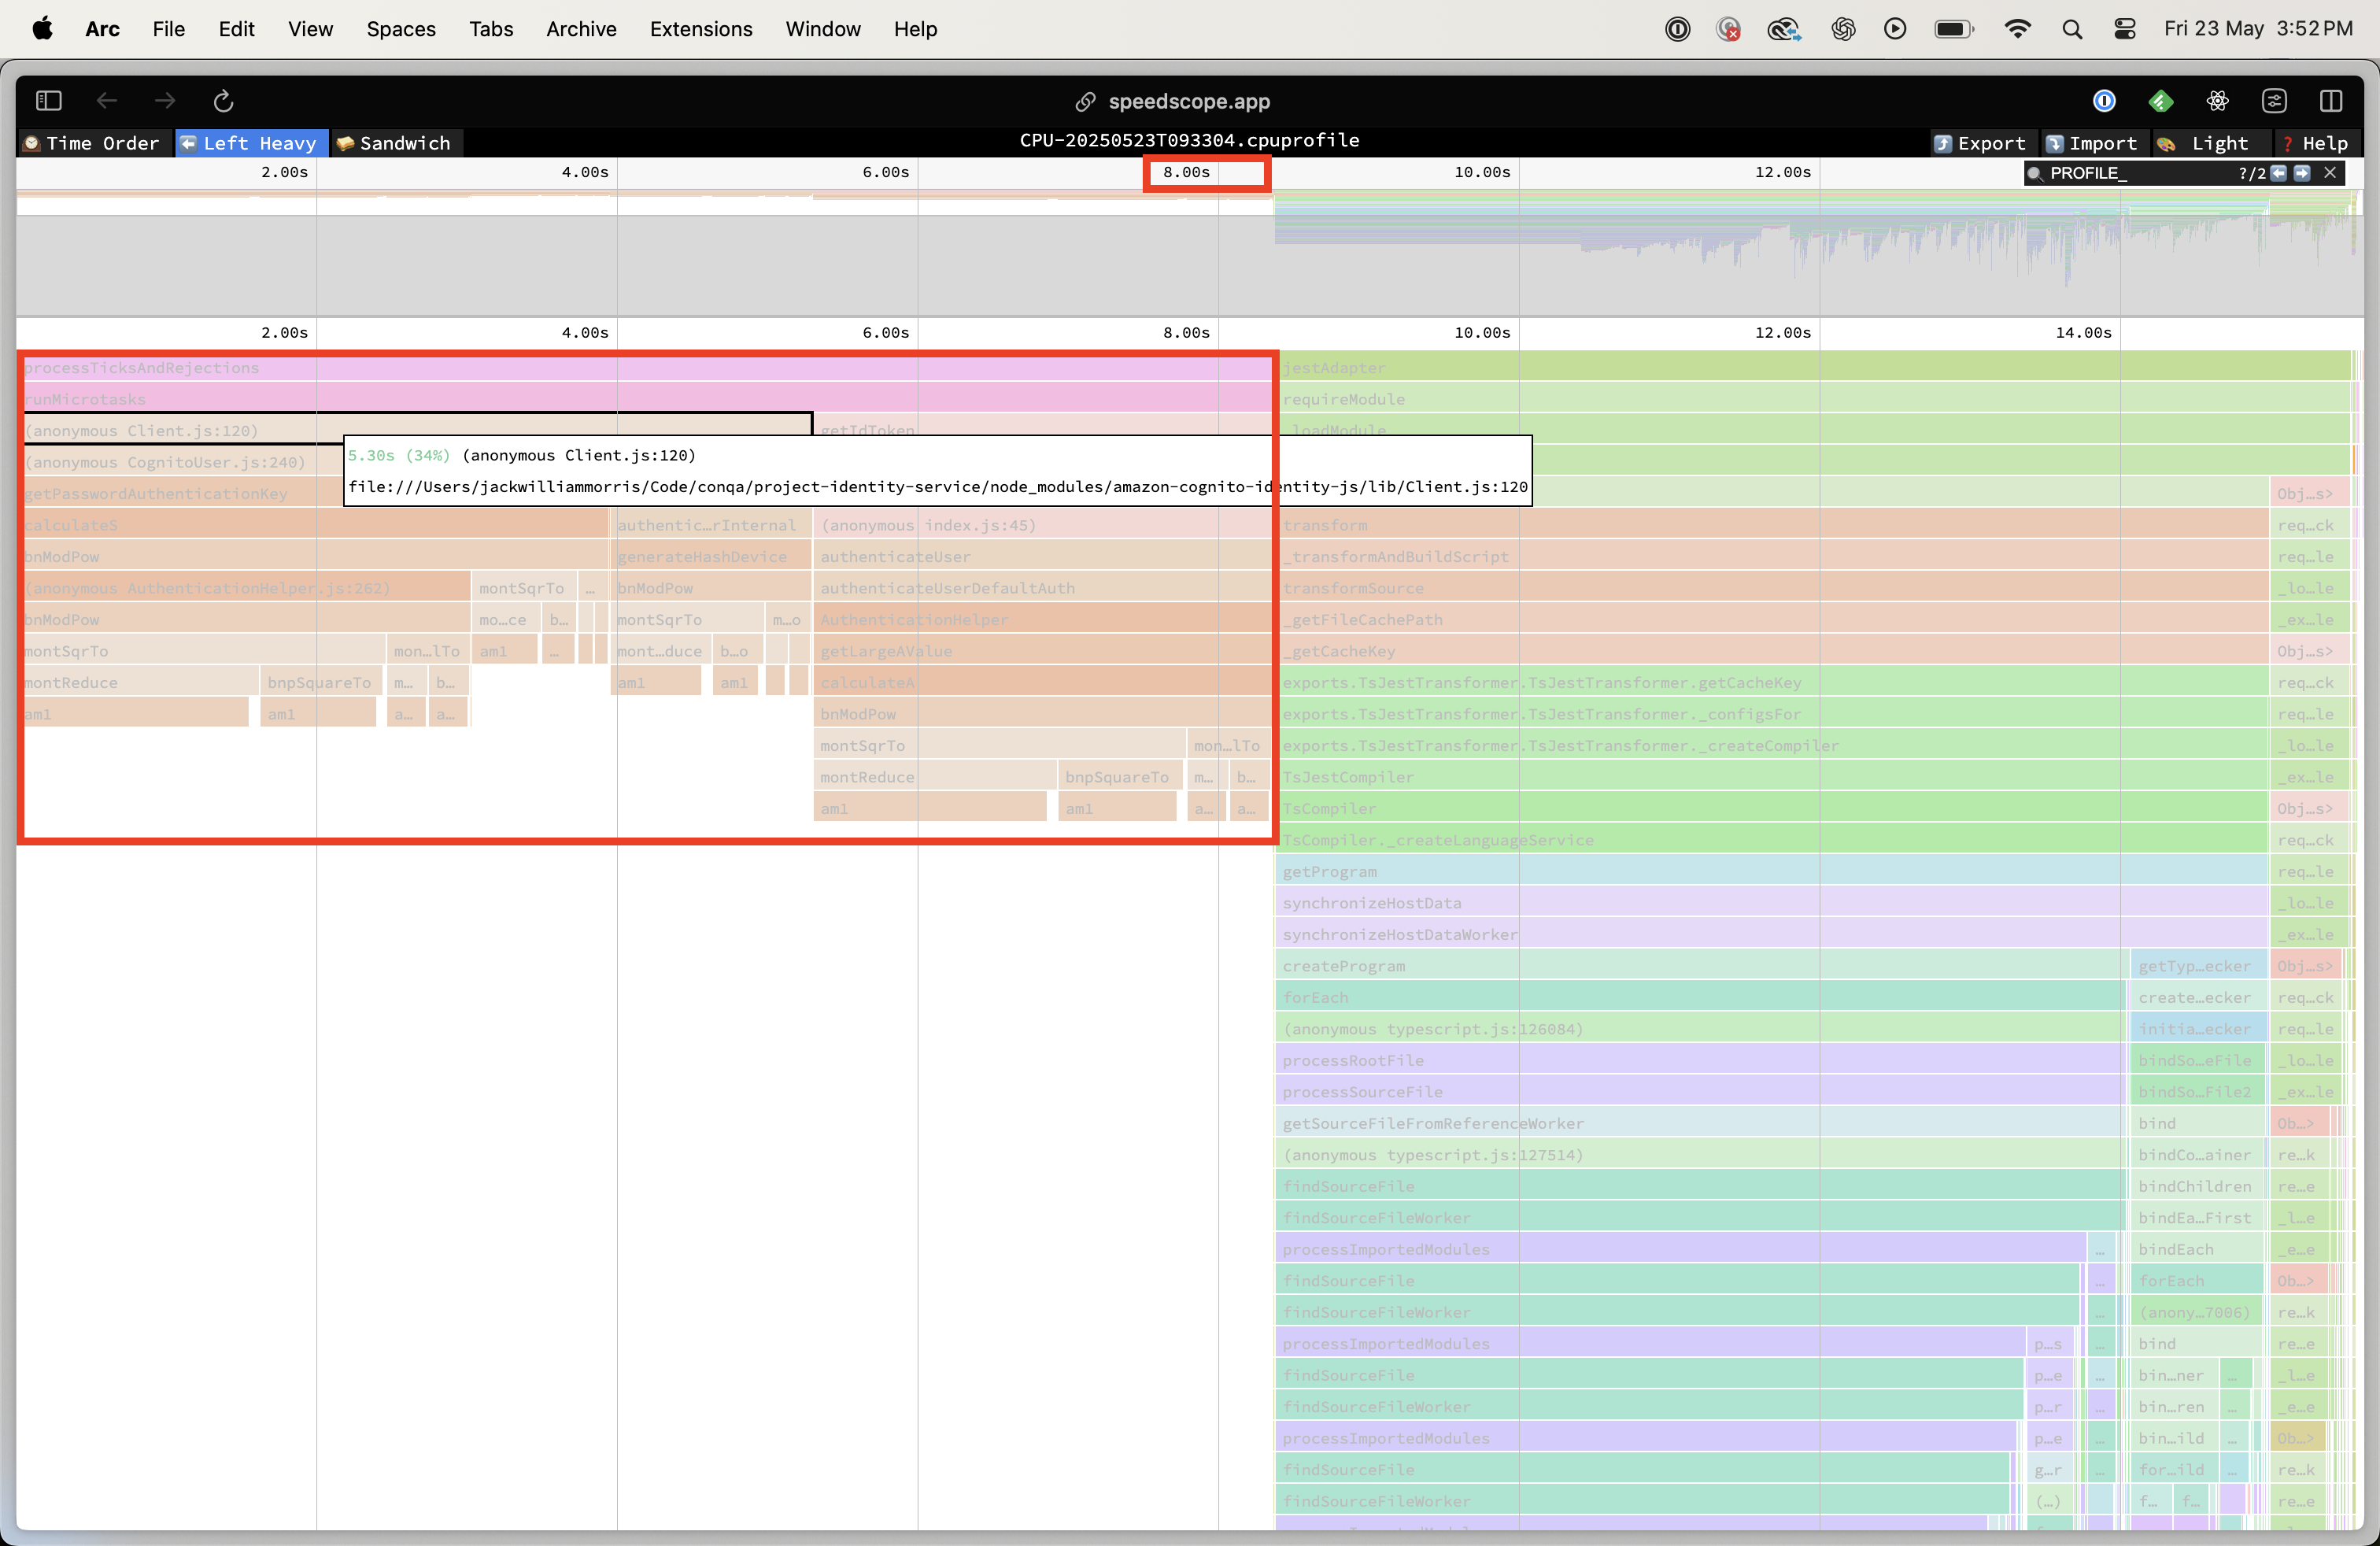 Arc File Edit View Spaces Tabs Archive Extensions Window Help Fri 23 May 3:52 PM
speedscope.app
Time Order Left Heavy Sandwich CPU-20250523T093304.cpuprofile Export Import Light ? Help
2.00s 4.00s 6.00s 8.00s 10.00s 12.00s PROFILE_ ?/2
2.00s 4.00s 6.00s 8.00s 10.00s 12.00s 14.00s
processTicksAndRejections jestAdapter
runMicrotasks requireModule
(anonymous Client.js:120) getIdToken _loadModule
5.30s (34%) (anonymous Client.js:120)
(anonymous CognitoUser.js:240)
file:///Users/jackwilliammorris/Code/conqa/project-identity-service/node_modules/amazon-cognito-identity-js/lib/Client.js:120
getPasswordAuthenticationKey Obj…s>
calculateS authentic…rInternal (anonymous index.js:45) transform req…ck
bnModPow generateHashDevice authenticateUser _transformAndBuildScript req…le
(anonymous AuthenticationHelper.js:262) montSqrTo … bnModPow authenticateUserDefaultAuth transformSource _lo…le
bnModPow mo…ce b… montSqrTo m…o AuthenticationHelper _getFileCachePath _ex…le
montSqrTo mon…lTo am1 … mont…duce b…o getLargeAValue _getCacheKey Obj…s>
montReduce bnpSquareTo m… b… am1 am1 calculateA exports.TsJestTransformer.TsJestTransformer.getCacheKey req…ck
am1 am1 a… a… bnModPow exports.TsJestTransformer.TsJestTransformer._configsFor req…le
montSqrTo mon…lTo exports.TsJestTransformer.TsJestTransformer._createCompiler _lo…le
montReduce bnpSquareTo m… b… TsJestCompiler _ex…le
am1 am1 a… a… TsCompiler Obj…s>
TsCompiler._createLanguageService req…ck
getProgram req…le
synchronizeHostData _lo…le
synchronizeHostDataWorker _ex…le
createProgram getTyp…ecker Obj…s>
forEach create…ecker req…ck
(anonymous typescript.js:126084) initia…ecker req…le
processRootFile bindSo…eFile _lo…le
processSourceFile bindSo…File2 _ex…le
getSourceFileFromReferenceWorker bind Ob…>
(anonymous typescript.js:127514) bindCo…ainer re…k
findSourceFile bindChildren re…e
findSourceFileWorker bindEa…First _l…e
processImportedModules … bindEach _e…e
findSourceFile … forEach Ob…>
findSourceFileWorker … (anony…7006) re…k
processImportedModules p…s … bind re…e
findSourceFile p…e … bin…ner … _l…e
findSourceFileWorker p…r … bin…ren … _e…e
processImportedModules p…e … bin…ild … Ob…>
findSourceFile g…r … for…ild … re…k
findSourceFileWorker (…) f… f… re…e